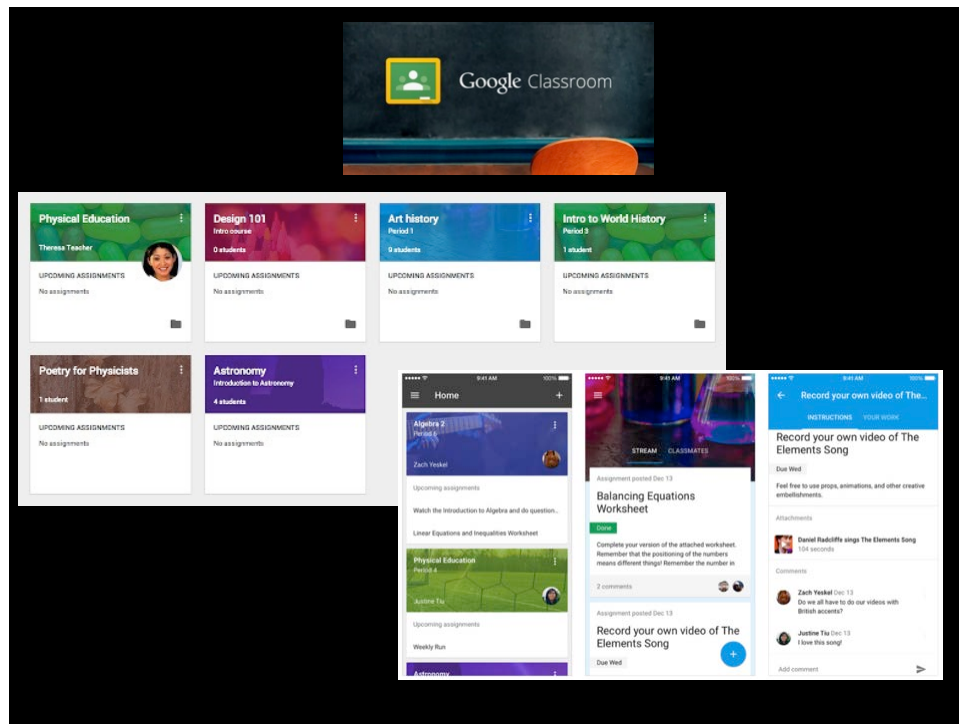 Google Classroom
Physical Education
Theresa Teacher
UPCOMING ASSIGNMENTS
No assignments
Design 101
Intro course
0 students
UPCOMING ASSIGNMENTS
No assignments
Art history
Period 1
9 students
UPCOMING ASSIGNMENTS
No assignments
Intro to World History
Period 3
1 student
UPCOMING ASSIGNMENTS
No assignments
Poetry for Physicists
1 student
UPCOMING ASSIGNMENTS
No assignments
Astronomy
Introduction to Astronomy
4 students
UPCOMING ASSIGNMENTS
No assignments
9:41 AM 100%
Home
Algebra 2
Period 5
Zach Yeskel
Upcoming assignments
Watch the Introduction to Algebra and do question...
Linear Equations and Inequalities Worksheet
Physical Education
Period 4
Justine Tiu
Upcoming assignments
Weekly Run
Astronomy
9:41 AM 100%
STREAM CLASSMATES
Assignment posted Dec 13
Balancing Equations
Worksheet
Done
Complete your version of the attached worksheet.
Remember that the positioning of the numbers
means different things! Remember the number in
2 comments
Assignment posted Dec 13
Record your own video of The
Elements Song
Due Wed
9:41 AM 100%
Record your own video of The...
INSTRUCTIONS YOUR WORK
Record your own video of The
Elements Song
Due Wed
Feel free to use props, animations, and other creative
embellishments.
Attachments
Daniel Radcliffe sings The Elements Song
104 seconds
Comments
Zach Yeskel Dec 13
Do we all have to do our videos with
British accents?
Justine Tiu Dec 13
I love this song!
Add comment